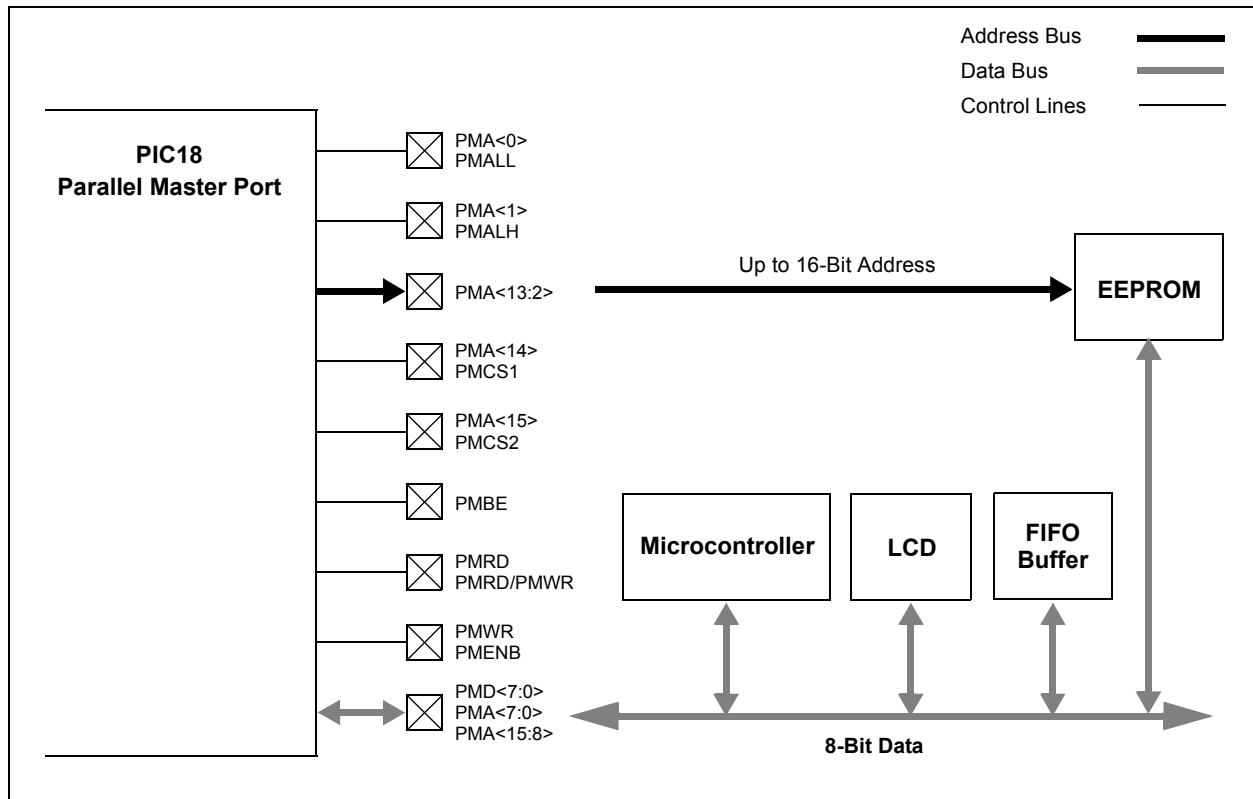 Address Bus
Data Bus
Control Lines
PIC18
Parallel Master Port
PMA<0>
PMALL
PMA<1>
PMALH
PMA<13:2>
Up to 16-Bit Address
EEPROM
PMA<14>
PMCS1
PMA<15>
PMCS2
PMBE
Microcontroller
LCD
FIFO
Buffer
PMRD
PMRD/PMWR
PMWR
PMENB
PMD<7:0>
PMA<7:0>
PMA<15:8>
8-Bit Data